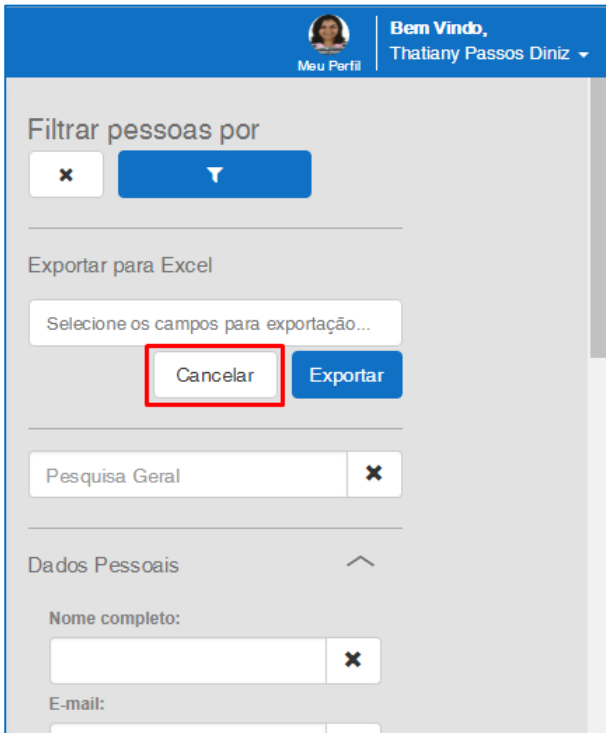 Bem Vindo,
Meu Perfil
Thatiany Passos Diniz
Filtrar pessoas por
Exportar para Excel
Selecione os campos para exportação...
Cancelar
Exportar
Pesquisa Geral
Dados Pessoais
Nome completo:
E-mail: